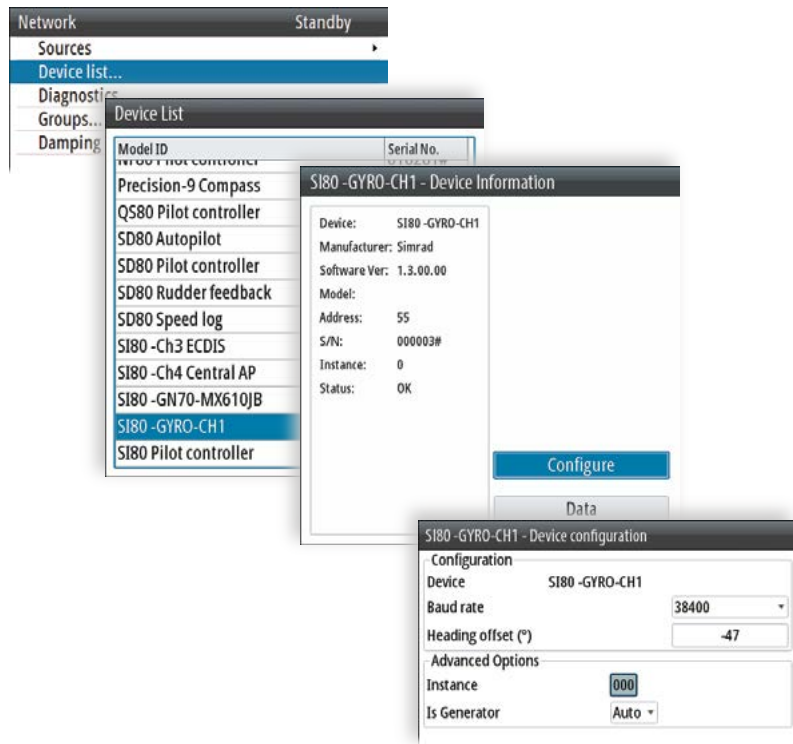 Network Standby
Sources
Device list...
Diagnostics
Groups...
Damping
Device List
Model ID Serial No.
Pilot controller
Precision-9 Compass
QS80 Pilot controller
SD80 Autopilot
SD80 Pilot controller
SD80 Rudder feedback
SD80 Speed log
SI80 -Ch3 ECDIS
SI80 -Ch4 Central AP
SI80 -GN70-MX610JB
SI80 -GYRO-CH1
SI80 Pilot controller
SI80 -GYRO-CH1 - Device Information
Device: SI80 -GYRO-CH1
Manufacturer: Simrad
Software Ver: 1.3.00.00
Model:
Address: 55
S/N: 000003#
Instance: 0
Status: OK
Configure
Data
SI80 -GYRO-CH1 - Device configuration
Configuration
Device SI80 -GYRO-CH1
Baud rate 38400
Heading offset (°) -47
Advanced Options
Instance 000
Is Generator Auto